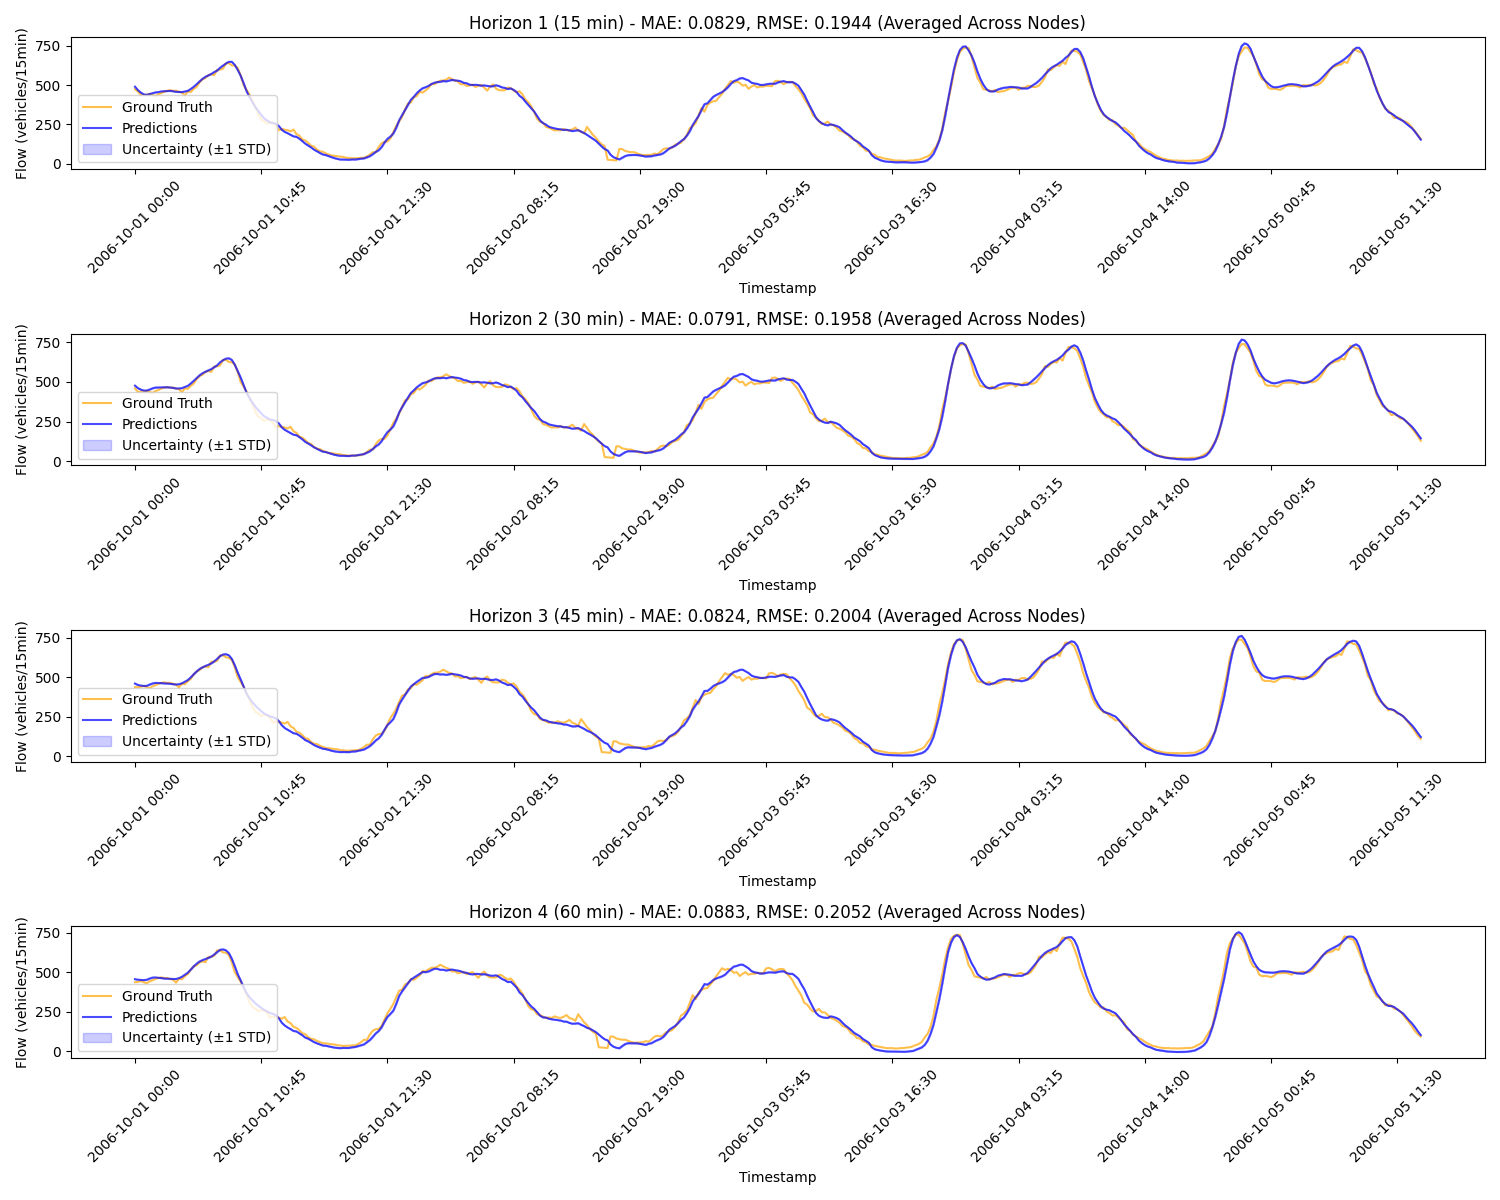 Horizon 1 (15 min) - MAE: 0.0829, RMSE: 0.1944 (Averaged Across Nodes)
Flow (vehicles/15min)
750
500
250
0
Ground Truth
Predictions
Uncertainty (±1 STD)
2006-10-01 00:00
2006-10-01 10:45
2006-10-01 21:30
2006-10-02 08:15
2006-10-02 19:00
2006-10-03 05:45
2006-10-03 16:30
2006-10-04 03:15
2006-10-04 14:00
2006-10-05 00:45
2006-10-05 11:30
Timestamp
Horizon 2 (30 min) - MAE: 0.0791, RMSE: 0.1958 (Averaged Across Nodes)
Flow (vehicles/15min)
750
500
250
0
Ground Truth
Predictions
Uncertainty (±1 STD)
2006-10-01 00:00
2006-10-01 10:45
2006-10-01 21:30
2006-10-02 08:15
2006-10-02 19:00
2006-10-03 05:45
2006-10-03 16:30
2006-10-04 03:15
2006-10-04 14:00
2006-10-05 00:45
2006-10-05 11:30
Timestamp
Horizon 3 (45 min) - MAE: 0.0824, RMSE: 0.2004 (Averaged Across Nodes)
Flow (vehicles/15min)
750
500
250
0
Ground Truth
Predictions
Uncertainty (±1 STD)
2006-10-01 00:00
2006-10-01 10:45
2006-10-01 21:30
2006-10-02 08:15
2006-10-02 19:00
2006-10-03 05:45
2006-10-03 16:30
2006-10-04 03:15
2006-10-04 14:00
2006-10-05 00:45
2006-10-05 11:30
Timestamp
Horizon 4 (60 min) - MAE: 0.0883, RMSE: 0.2052 (Averaged Across Nodes)
Flow (vehicles/15min)
750
500
250
0
Ground Truth
Predictions
Uncertainty (±1 STD)
2006-10-01 00:00
2006-10-01 10:45
2006-10-01 21:30
2006-10-02 08:15
2006-10-02 19:00
2006-10-03 05:45
2006-10-03 16:30
2006-10-04 03:15
2006-10-04 14:00
2006-10-05 00:45
2006-10-05 11:30
Timestamp